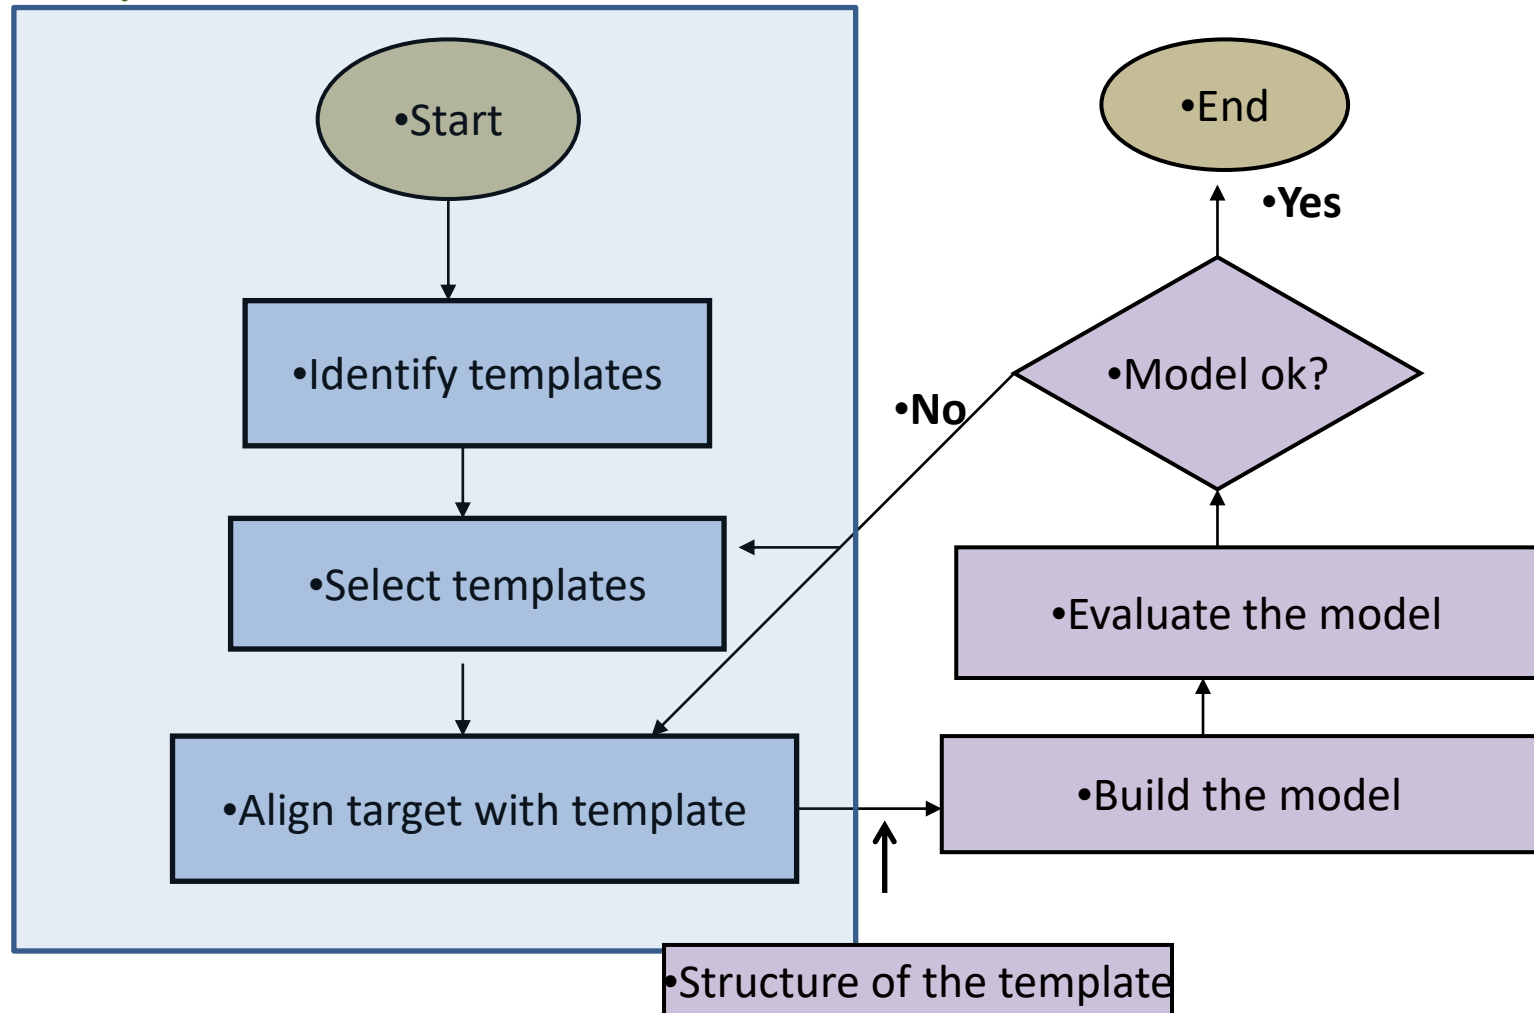 •Start
•Identify templates
•Select templates
•Align target with template
•Structure of the template
•Build the model
•Evaluate the model
•Model ok?
•No
•Yes
•End